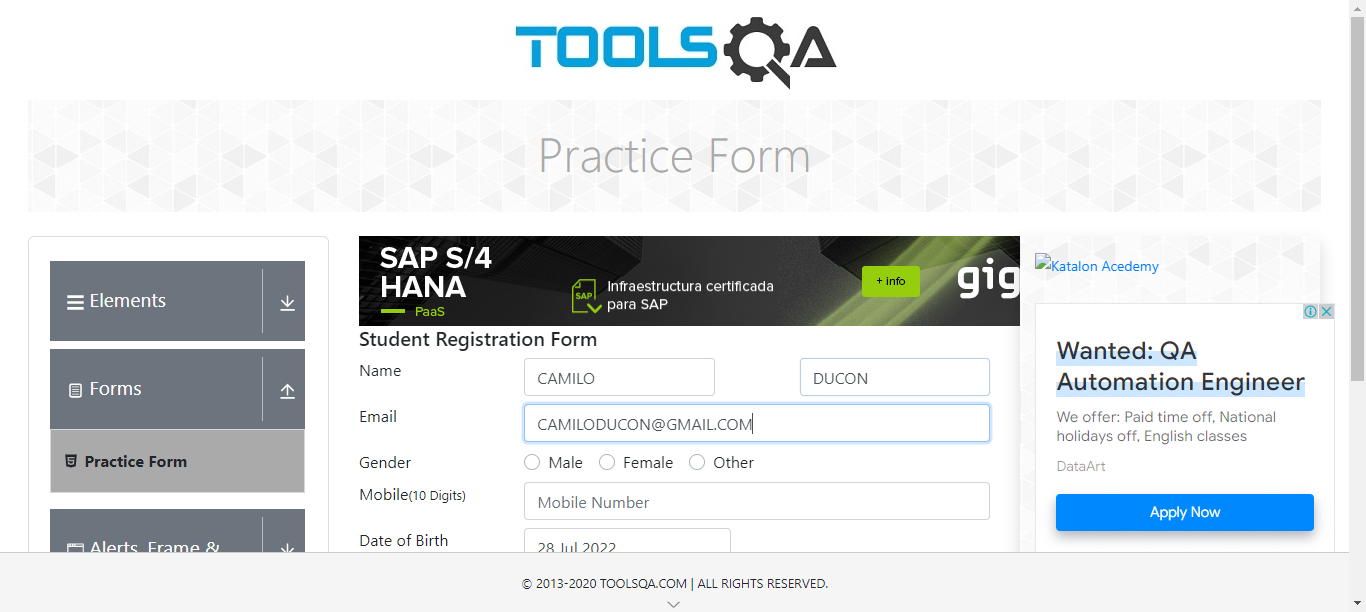 TOOLSQA
Practice Form
Elements
Forms
Practice Form
Alerts, Frame &
SAP S/4
HANA
PaaS
SAP
Infraestructura certificada
para SAP
+ info
gig
Student Registration Form
Name
CAMILO
DUCON
Email
CAMILODUCON@GMAIL.COM
Gender
Male
Female
Other
Mobile(10 Digits)
Mobile Number
Date of Birth
28 Jul 2022
Katalon Acedemy
Wanted: QA
Automation Engineer
We offer: Paid time off, National
holidays off, English classes
DataArt
Apply Now
© 2013-2020 TOOLSQA.COM | ALL RIGHTS RESERVED.